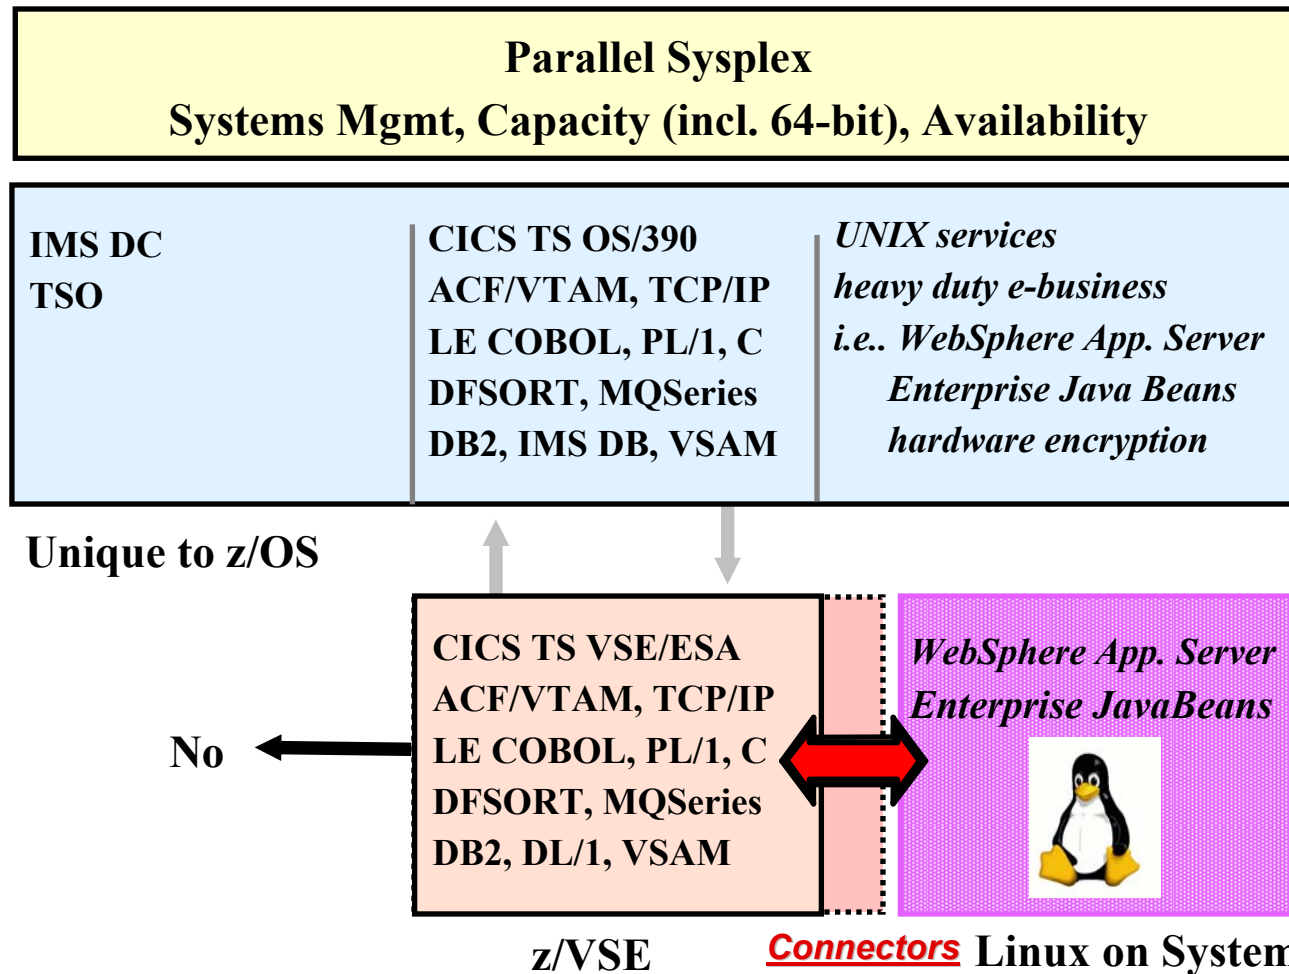 Parallel Sysplex
Systems Mgmt, Capacity (incl. 64-bit), Availability
IMS DC
TSO
CICS TS OS/390
ACF/VTAM, TCP/IP
LE COBOL, PL/1, C
DFSORT, MQSeries
DB2, IMS DB, VSAM
UNIX services
heavy duty e-business
i.e.. WebSphere App. Server
Enterprise Java Beans
hardware encryption
Unique to z/OS
No
CICS TS VSE/ESA
ACF/VTAM, TCP/IP
LE COBOL, PL/1, C
DFSORT, MQSeries
DB2, DL/1, VSAM
WebSphere App. Server
Enterprise JavaBeans
z/VSE
Connectors
Linux on System